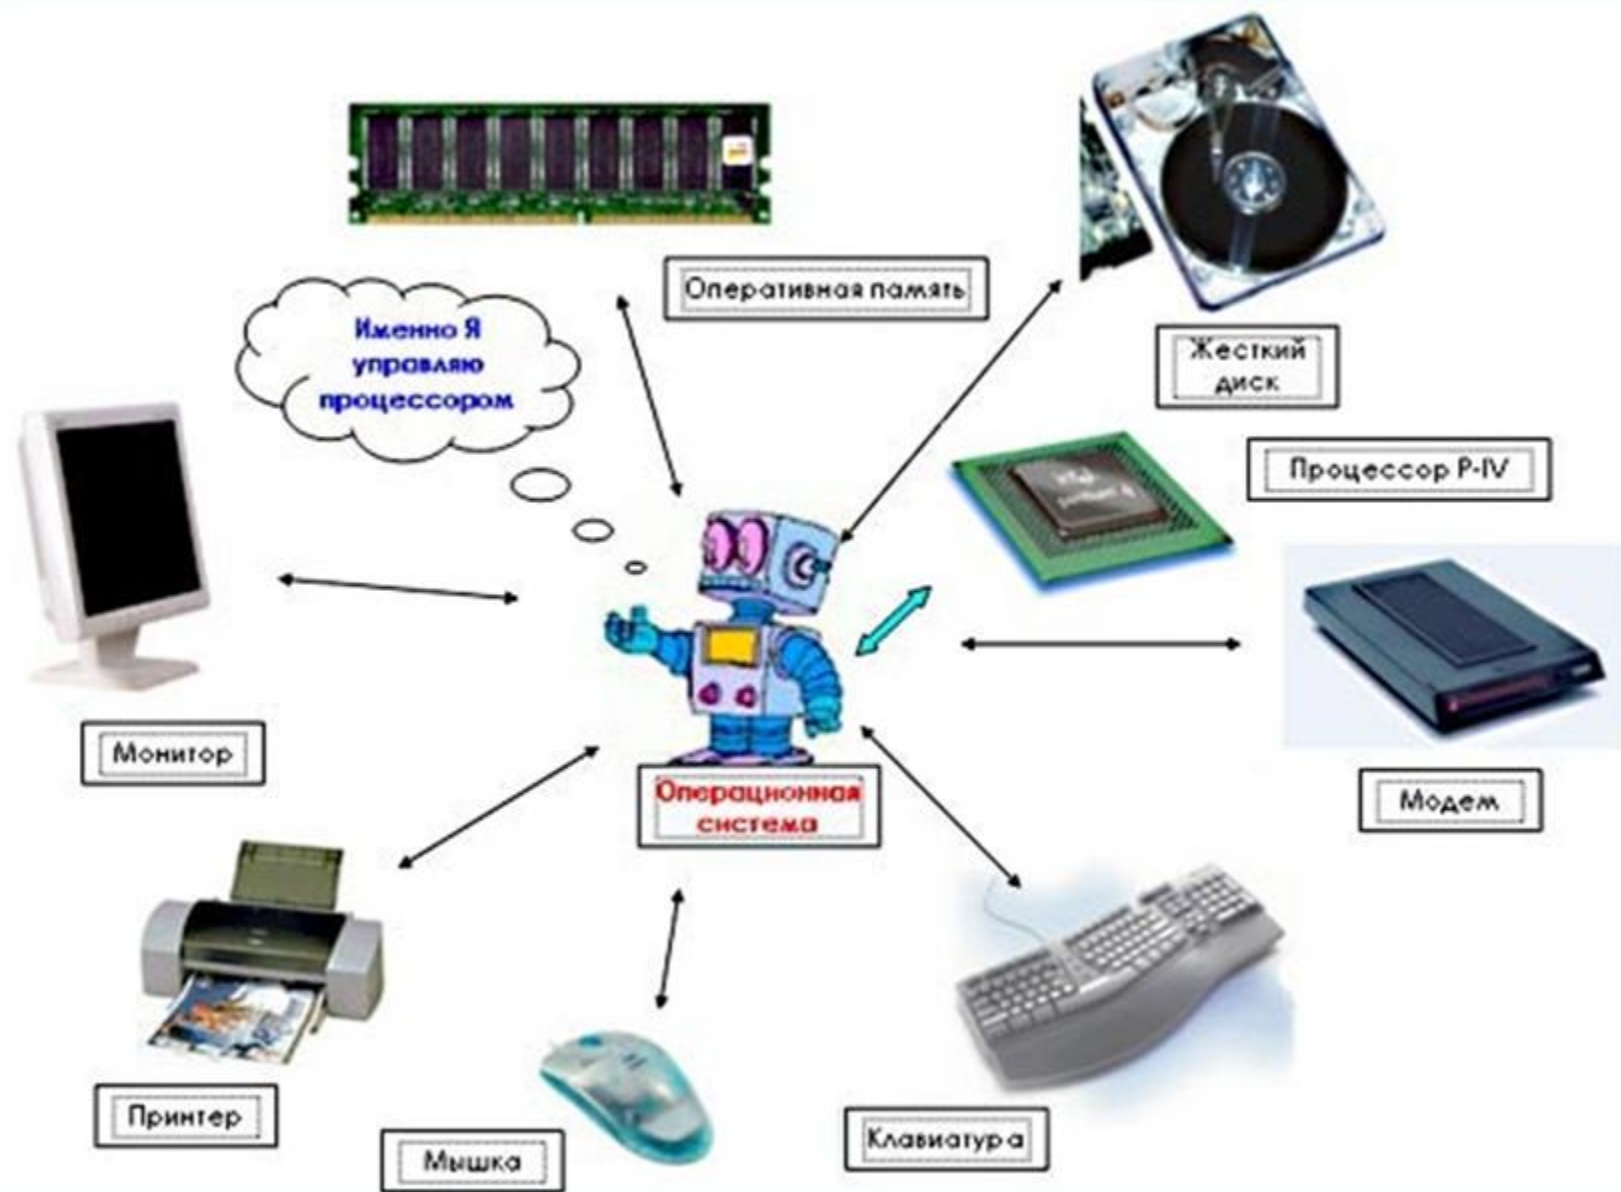 Оперативная память
Жесткий
диск
Именно Я
управляю
процессором
Процессор P-IV
Монитор
Модем
Операционная
система
Принтер
Мышка
Клавиатура